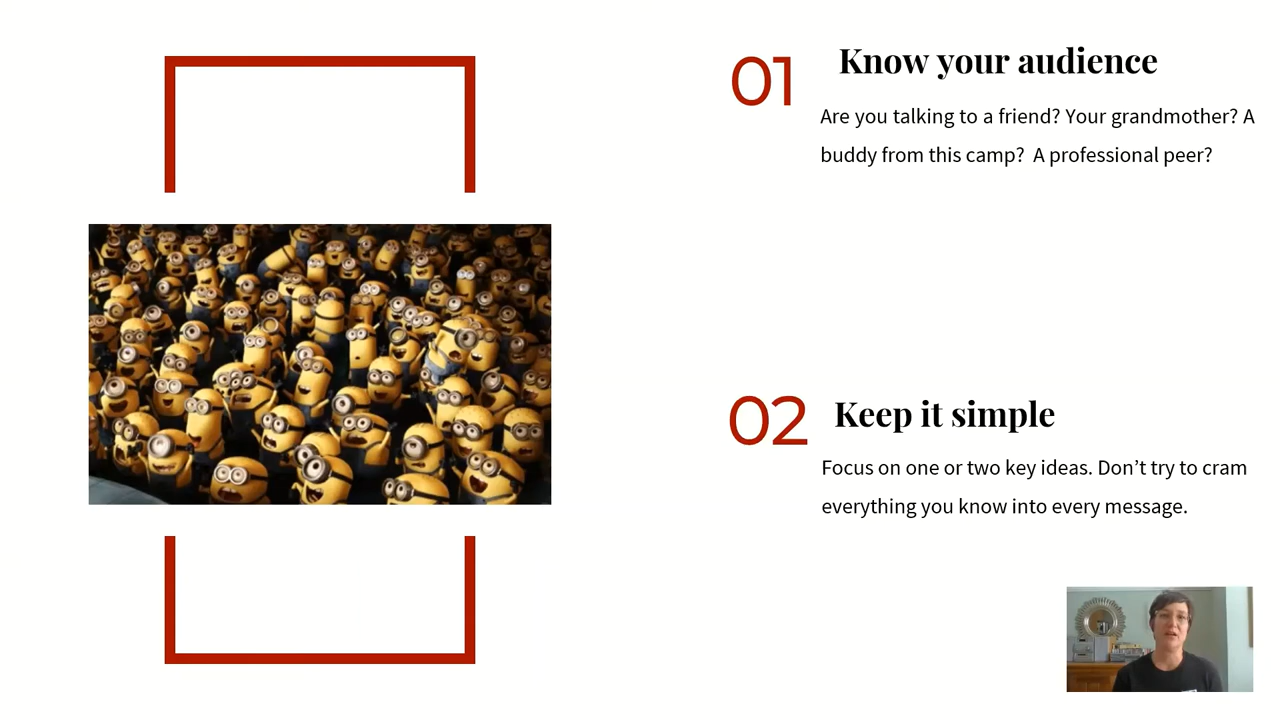 01 Know your audience
Are you talking to a friend? Your grandmother? A
buddy from this camp?  A professional peer?
02 Keep it simple
Focus on one or two key ideas. Don’t try to cram
everything you know into every message.